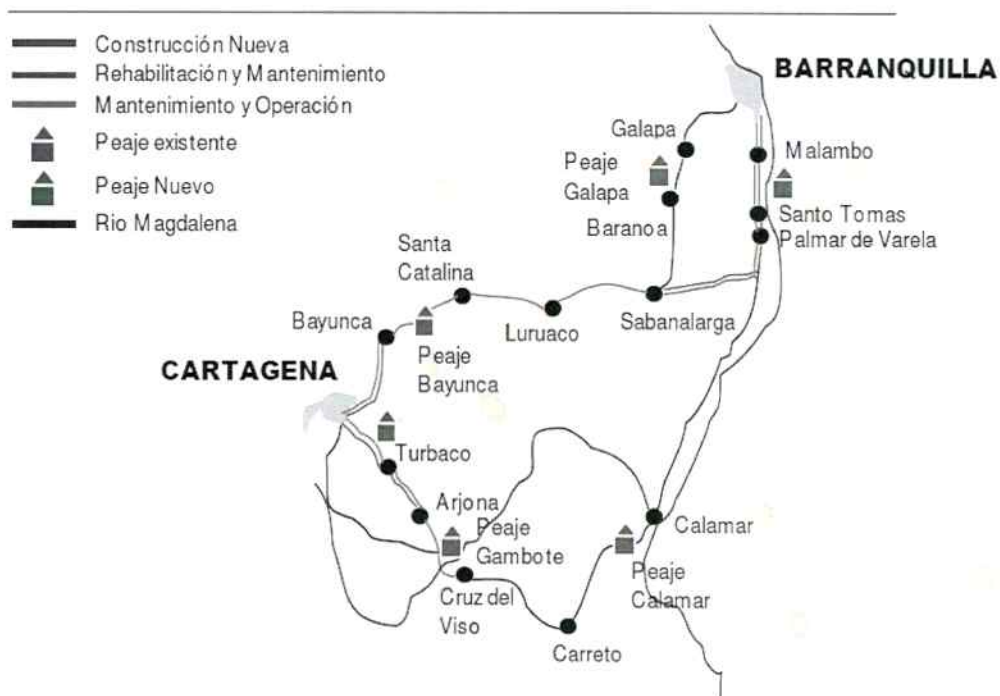 Construcción Nueva
Rehabilitación y Mantenimiento
Mantenimiento y Operación
Peaje existente
Peaje Nuevo
Rio Magdalena
BARRANQUILLA
Galapa
Malambo
Peaje
Galapa
Baranoa
Santo Tomas
Palmar de Varela
Santa
Catalina
Bayunca
Luruaco
Sabanalarga
Peaje
Bayunca
CARTAGENA
Turbaco
Arjona
Peaje
Gambote
Calamar
Cruz del
Viso
Peaje
Calamar
Carreto